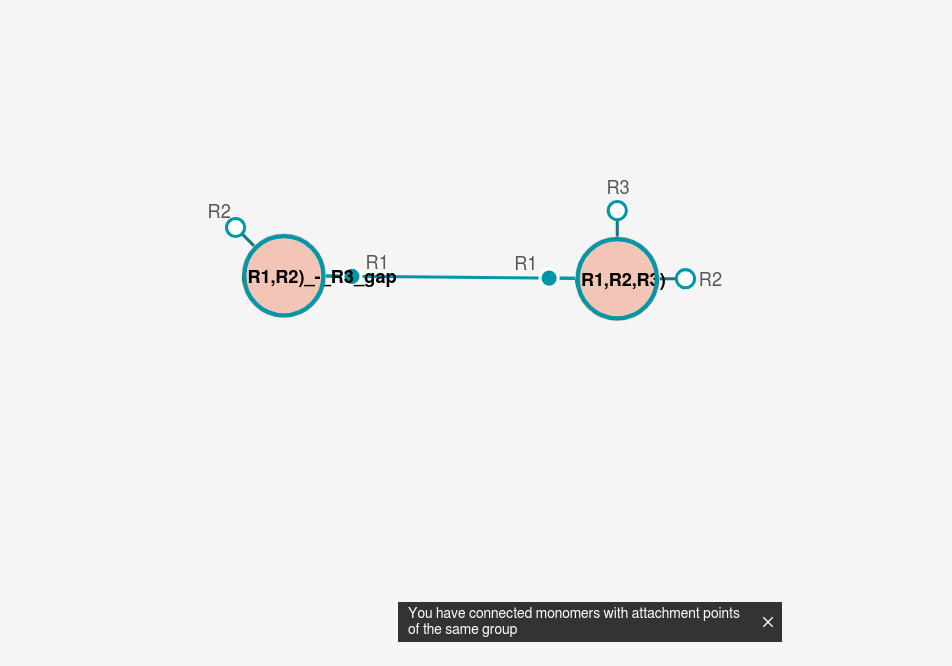 R3
R2
R1
R1
R1,R2)_-_R3_gap
R1,R2,R3)
R2
You have connected monomers with attachment points
of the same group